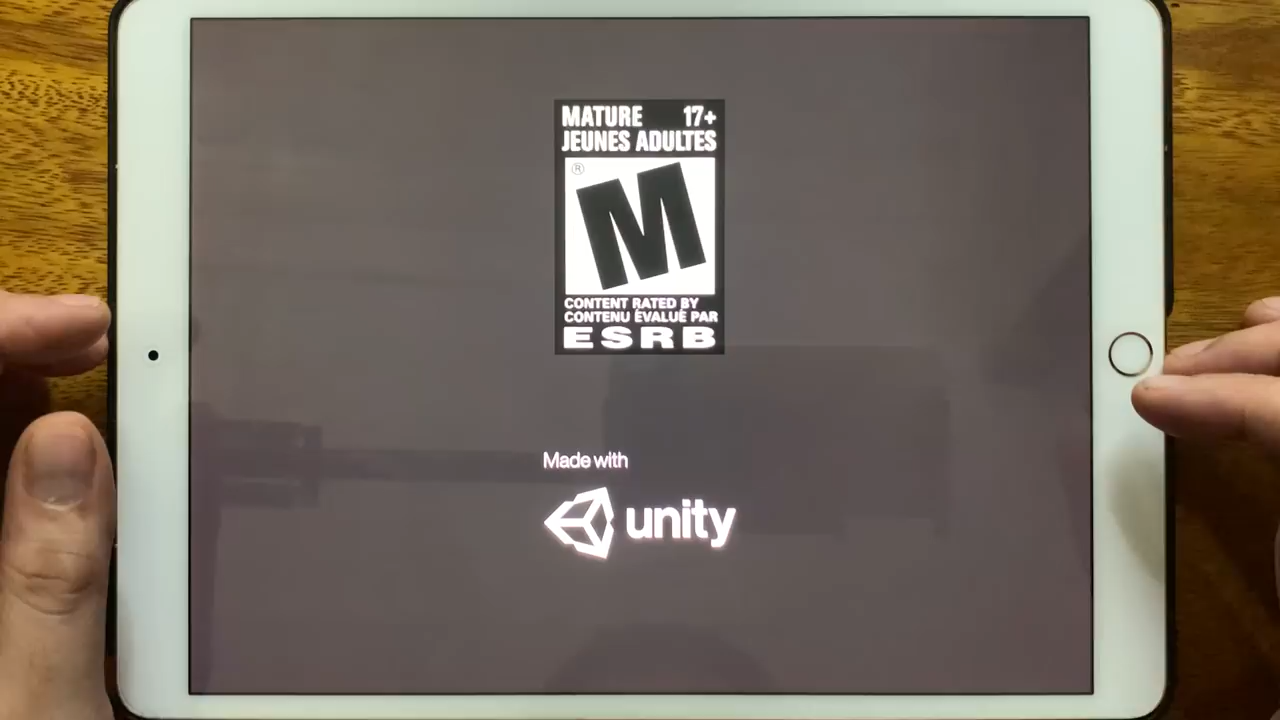 MATURE 17+
JEUNES ADULTES
®
M
CONTENT RATED BY
CONTENU ÉVALUÉ PAR
ESRB
Made with
unity